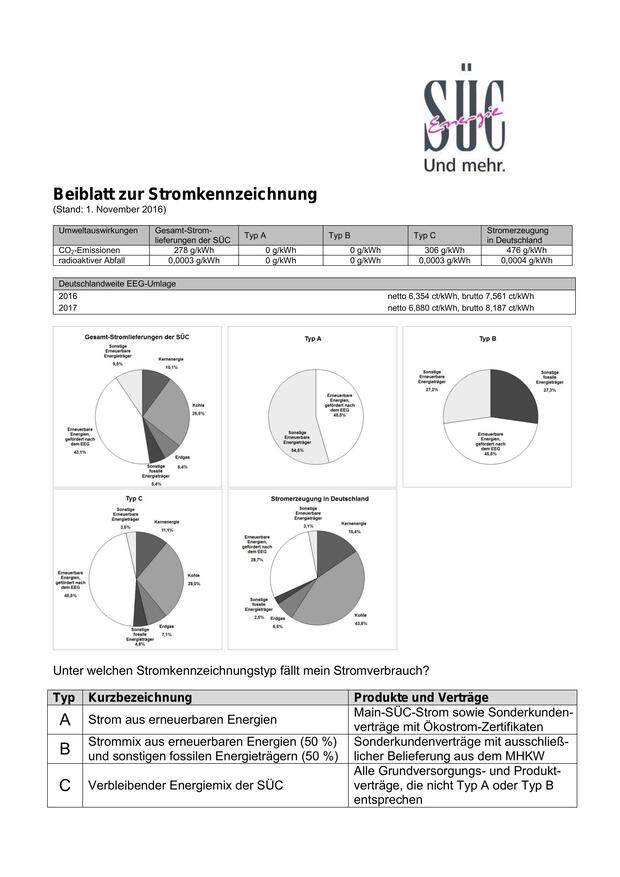 SÜC
Energie
Und mehr.
Beiblatt zur Stromkennzeichnung
(Stand: 1. November 2016)
Umweltauswirkungen Gesamt-Strom-lieferungen der SÜC Typ A Typ B Typ C Stromerzeugung in Deutschland
CO₂-Emissionen 278 g/kWh 0 g/kWh 0 g/kWh 306 g/kWh 476 g/kWh
radioaktiver Abfall 0,0003 g/kWh 0 g/kWh 0 g/kWh 0,0003 g/kWh 0,0004 g/kWh
Deutschlandweite EEG-Umlage
2016 netto 6,354 ct/kWh, brutto 7,561 ct/kWh
2017 netto 6,880 ct/kWh, brutto 8,187 ct/kWh
Gesamt-Stromlieferungen der SÜC
Sonstige
Erneuerbare
Energieträger
9,5%
Kernenergie
10,1%
Kohle
25,5%
Erdgas
6,4%
Sonstige
fossile
Energieträger
5,4%
Erneuerbare
Energien,
gefördert nach
dem EEG
43,1%
Typ A
Erneuerbare
Energien,
gefördert nach
dem EEG
45,5%
Sonstige
Erneuerbare
Energieträger
54,5%
Typ B
Sonstige
Erneuerbare
Energieträger
27,2%
Sonstige
fossile
Energieträger
27,3%
Erneuerbare
Energien,
gefördert nach
dem EEG
45,5%
Typ C
Sonstige
Erneuerbare
Energieträger
3,5%
Kernenergie
11,1%
Kohle
28,0%
Erdgas
7,1%
Sonstige
fossile
Energieträger
4,8%
Erneuerbare
Energien,
gefördert nach
dem EEG
45,5%
Stromerzeugung in Deutschland
Sonstige
Erneuerbare
Energieträger
3,1%
Kernenergie
15,4%
Kohle
43,8%
Erdgas
6,5%
Sonstige
fossile
Energieträger
2,5%
Erneuerbare
Energien,
gefördert nach
dem EEG
28,7%
Unter welchen Stromkennzeichnungstyp fällt mein Stromverbrauch?
Typ Kurzbezeichnung Produkte und Verträge
A Strom aus erneuerbaren Energien Main-SÜC-Strom sowie Sonderkunden-
verträge mit Ökostrom-Zertifikaten
B Strommix aus erneuerbaren Energien (50 %) Sonderkundenverträge mit ausschließ-
und sonstigen fossilen Energieträgern (50 %) licher Belieferung aus dem MHKW
C Verbleibender Energiemix der SÜC Alle Grundversorgungs- und Produkt-
verträge, die nicht Typ A oder Typ B
entsprechen